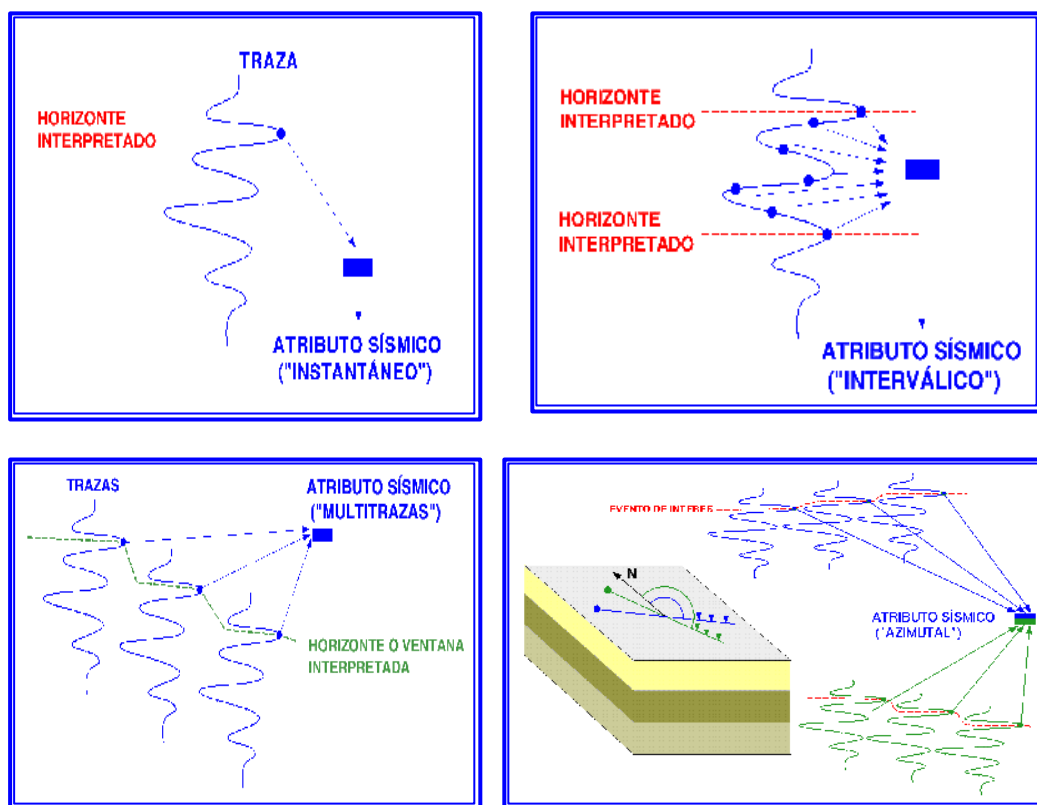 TRAZA
HORIZONTE
INTERPRETADO
ATRIBUTO SÍSMICO
("INSTANTÁNEO")
HORIZONTE
INTERPRETADO
HORIZONTE
INTERPRETADO
ATRIBUTO SÍSMICO
("INTERVÁLICO")
TRAZAS
ATRIBUTO SÍSMICO
("MULTITRAZAS")
HORIZONTE O VENTANA
INTERPRETADA
EVENTO DE INTERES
N
ATRIBUTO SÍSMICO
("AZIMUTAL")